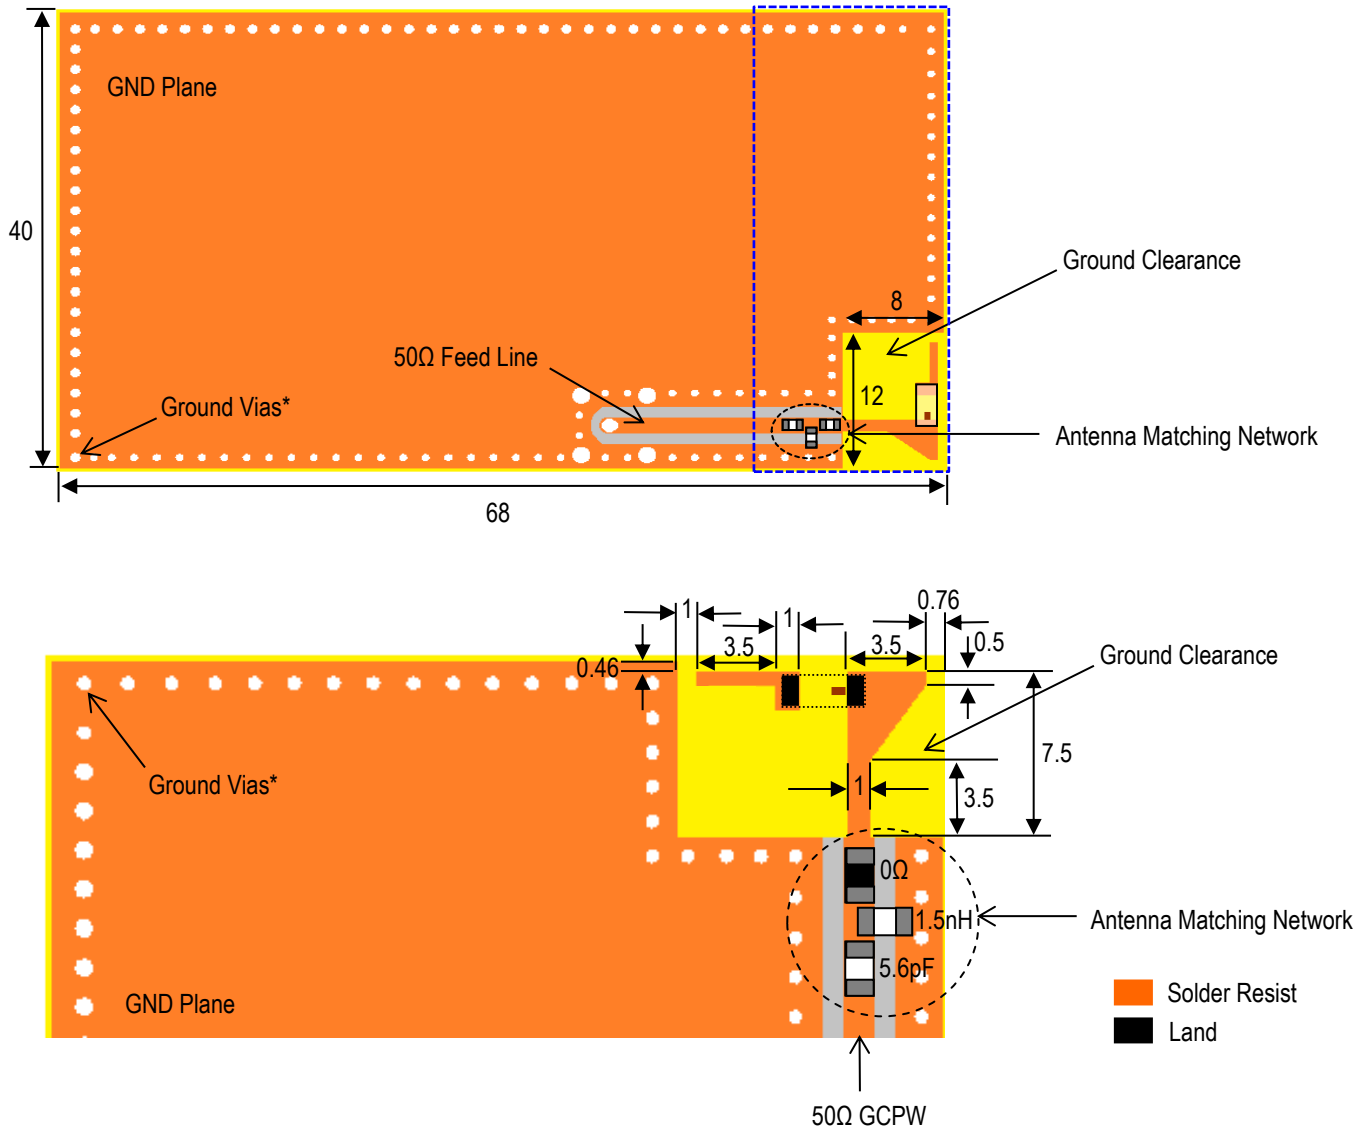 GND Plane
40
Ground Clearance
8
50Ω Feed Line
12
Ground Vias*
Antenna Matching Network
68
0.76
1
1
3.5
3.5
0.5
0.46
Ground Clearance
7.5
Ground Vias*
1
3.5
0Ω
1.5nH
Antenna Matching Network
5.6pF
GND Plane
Solder Resist
Land
50Ω GCPW